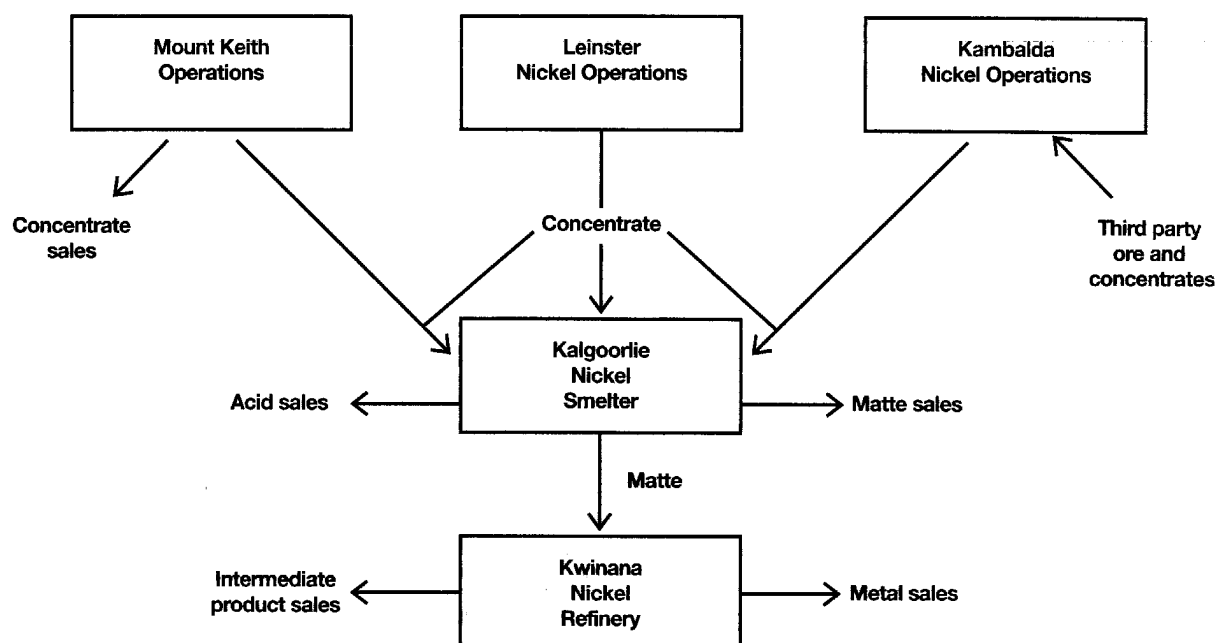 Mount Keith
Operations
Leinster
Nickel Operations
Kambalda
Nickel Operations
Concentrate
sales
Concentrate
Third party
ore and
concentrates
Kalgoorlie
Nickel
Smelter
Acid sales
Matte sales
Matte
Kwinana
Nickel
Refinery
Intermediate
product sales
Metal sales